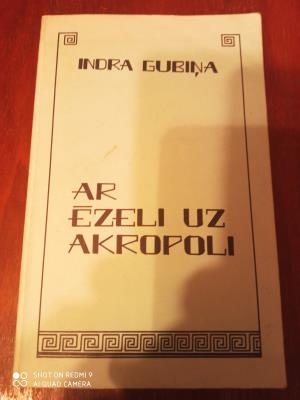 INDRA GUBIŅA
AR
ĒZELI UZ
AKROPOLI
SHOT ON REDMI 9
AI QUAD CAMERA